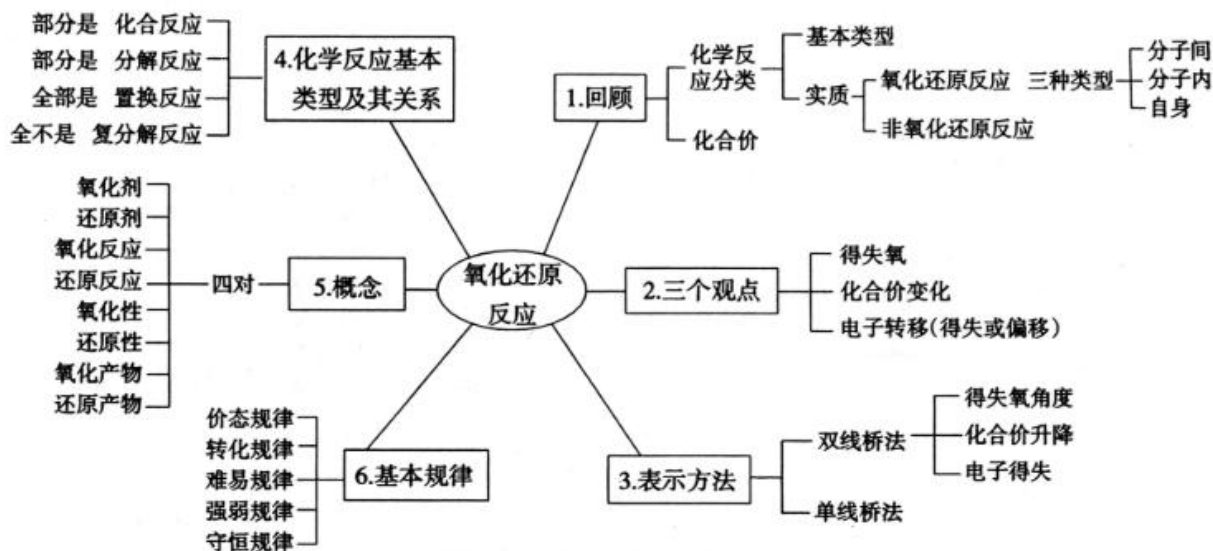 氧化还原
反应
1.回顾
化学反
应分类
基本类型
实质
氧化还原反应 三种类型
分子间
分子内
自身
非氧化还原反应
化合价
2.三个观点
得失氧
化合价变化
电子转移(得失或偏移)
3.表示方法
双线桥法
得失氧角度
化合价升降
电子得失
单线桥法
4.化学反应基本
类型及其关系
部分是 化合反应
部分是 分解反应
全部是 置换反应
全不是 复分解反应
5.概念
四对
氧化剂
还原剂
氧化反应
还原反应
氧化性
还原性
氧化产物
还原产物
6.基本规律
价态规律
转化规律
难易规律
强弱规律
守恒规律